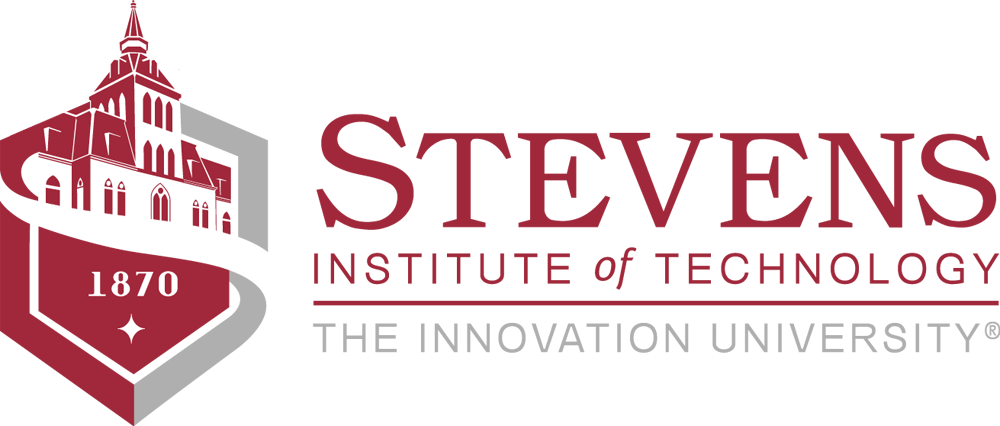 1870
STEVENS
INSTITUTE of TECHNOLOGY
THE INNOVATION UNIVERSITY®